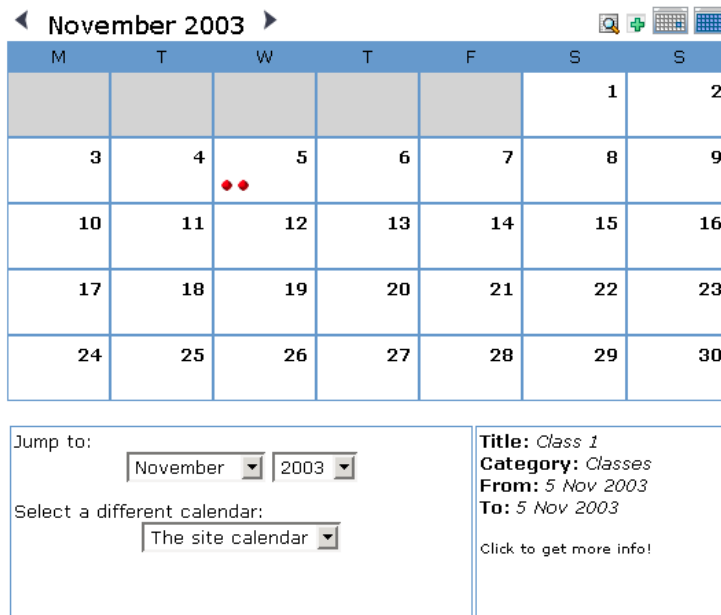 November 2003
M T W T F S S
1 2
3 4 5 6 7 8 9
10 11 12 13 14 15 16
17 18 19 20 21 22 23
24 25 26 27 28 29 30
Jump to:
November 2003
Select a different calendar:
The site calendar
Title: Class 1
Category: Classes
From: 5 Nov 2003
To: 5 Nov 2003
Click to get more info!